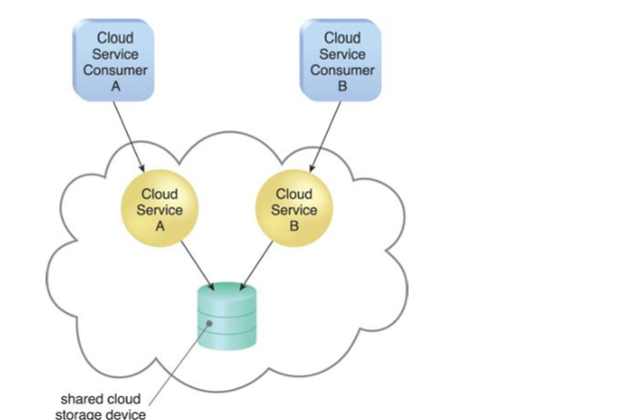 Cloud
Service
Consumer
A
Cloud
Service
Consumer
B
Cloud
Service
A
Cloud
Service
B
shared cloud
storage device